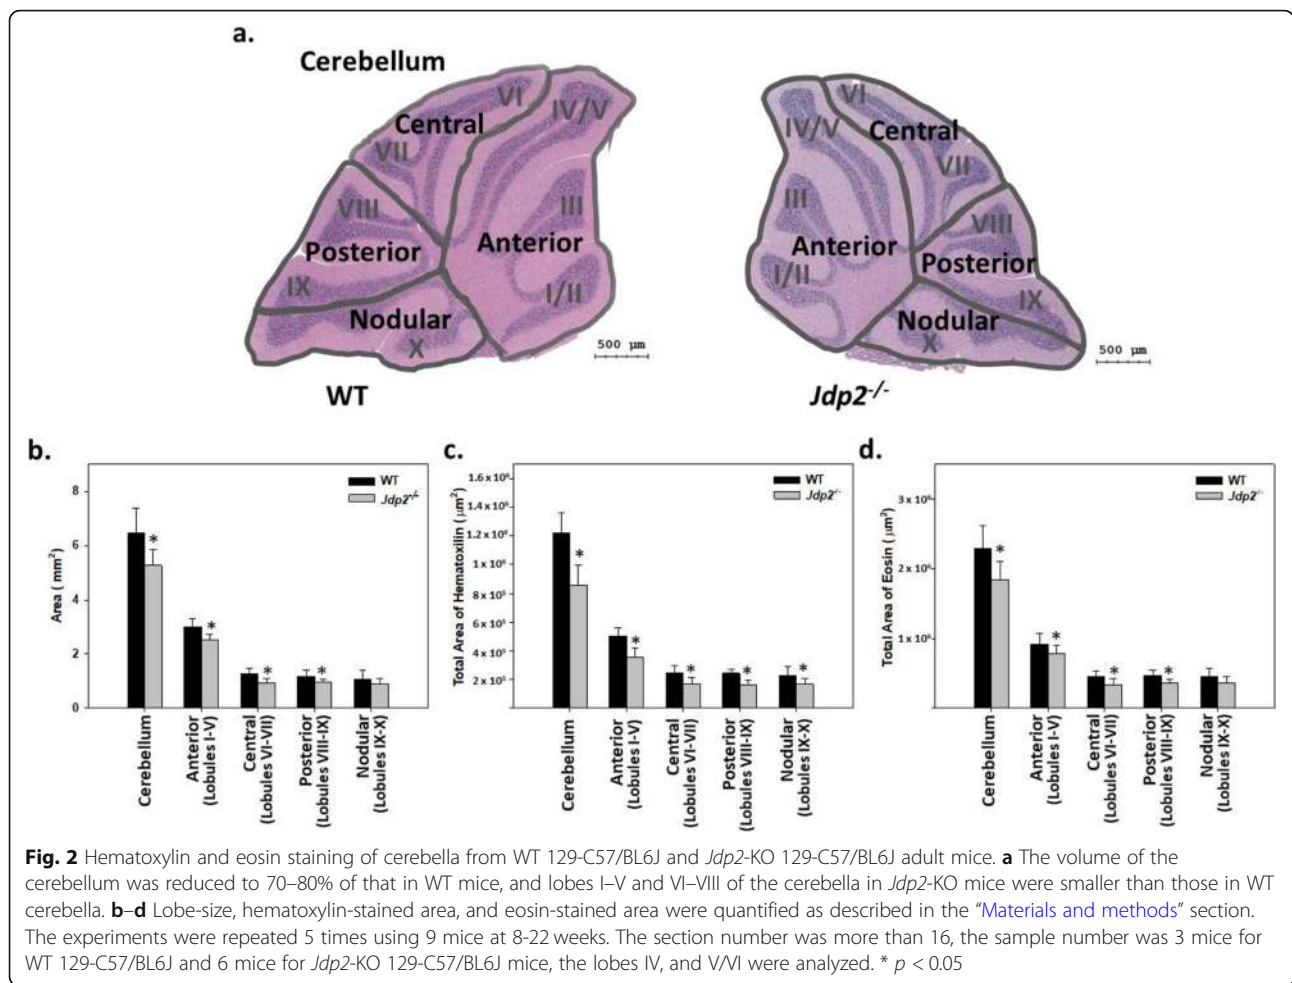 a.
Cerebellum
VI
IV/V
Central
VII
VIII
III
Posterior
Anterior
IX
I/II
Nodular
X
500 µm
WT
VI
IV/V
Central
VII
III
VIII
Anterior
Posterior
I/II
IX
Nodular
X
500 µm
Jdp2-/-
b.
WT
Jdp2-/-
Area ( mm²)
8
6
4
2
0
Cerebellum
Anterior
(Lobules I-V)
Central
(Lobules VI-VII)
Posterior
(Lobules VIII-IX)
Nodular
(Lobules IX-X)
*
*
*
*
c.
WT
Jdp2-/-
Total Area of Hematoxilin ( µm²)
1.6 x 10⁶
1.4 x 10⁶
1.2 x 10⁶
1 x 10⁶
8 x 10⁵
6 x 10⁵
4 x 10⁵
2 x 10⁵
Cerebellum
Anterior
(Lobules I-V)
Central
(Lobules VI-VII)
Posterior
(Lobules VIII-IX)
Nodular
(Lobules IX-X)
*
*
*
*
*
d.
WT
Jdp2-/-
Total Area of Eosin ( µm²)
3 x 10⁶
2 x 10⁶
1 x 10⁶
Cerebellum
Anterior
(Lobules I-V)
Central
(Lobules VI-VII)
Posterior
(Lobules VIII-IX)
Nodular
(Lobules IX-X)
*
*
*
*
Fig. 2 Hematoxylin and eosin staining of cerebella from WT 129-C57/BL6J and Jdp2-KO 129-C57/BL6J adult mice. a The volume of the
cerebellum was reduced to 70–80% of that in WT mice, and lobes I–V and VI–VIII of the cerebella in Jdp2-KO mice were smaller than those in WT
cerebella. b–d Lobe-size, hematoxylin-stained area, and eosin-stained area were quantified as described in the “Materials and methods” section.
The experiments were repeated 5 times using 9 mice at 8-22 weeks. The section number was more than 16, the sample number was 3 mice for
WT 129-C57/BL6J and 6 mice for Jdp2-KO 129-C57/BL6J mice, the lobes IV, and V/VI were analyzed. * p < 0.05